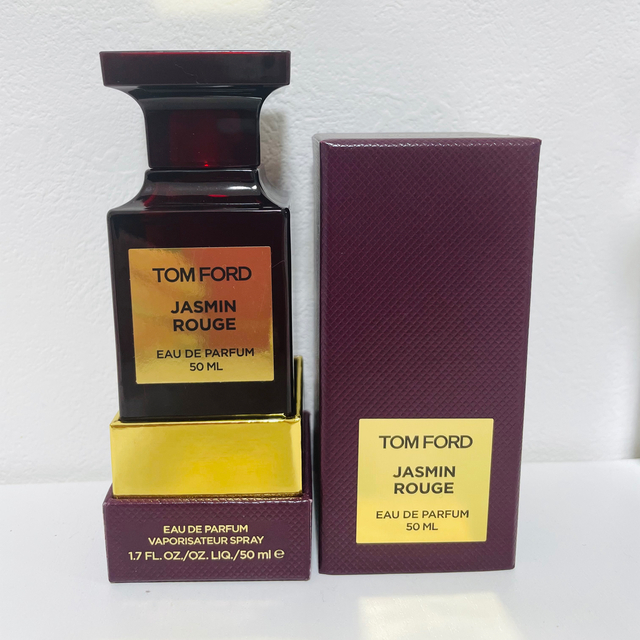 TOM FORD
JASMIN
ROUGE
EAU DE PARFUM
50 ML
EAU DE PARFUM
VAPORISATEUR SPRAY
1.7 FL. OZ./OZ. LIQ./50 ml ℮
TOM FORD
JASMIN
ROUGE
EAU DE PARFUM
50 ML